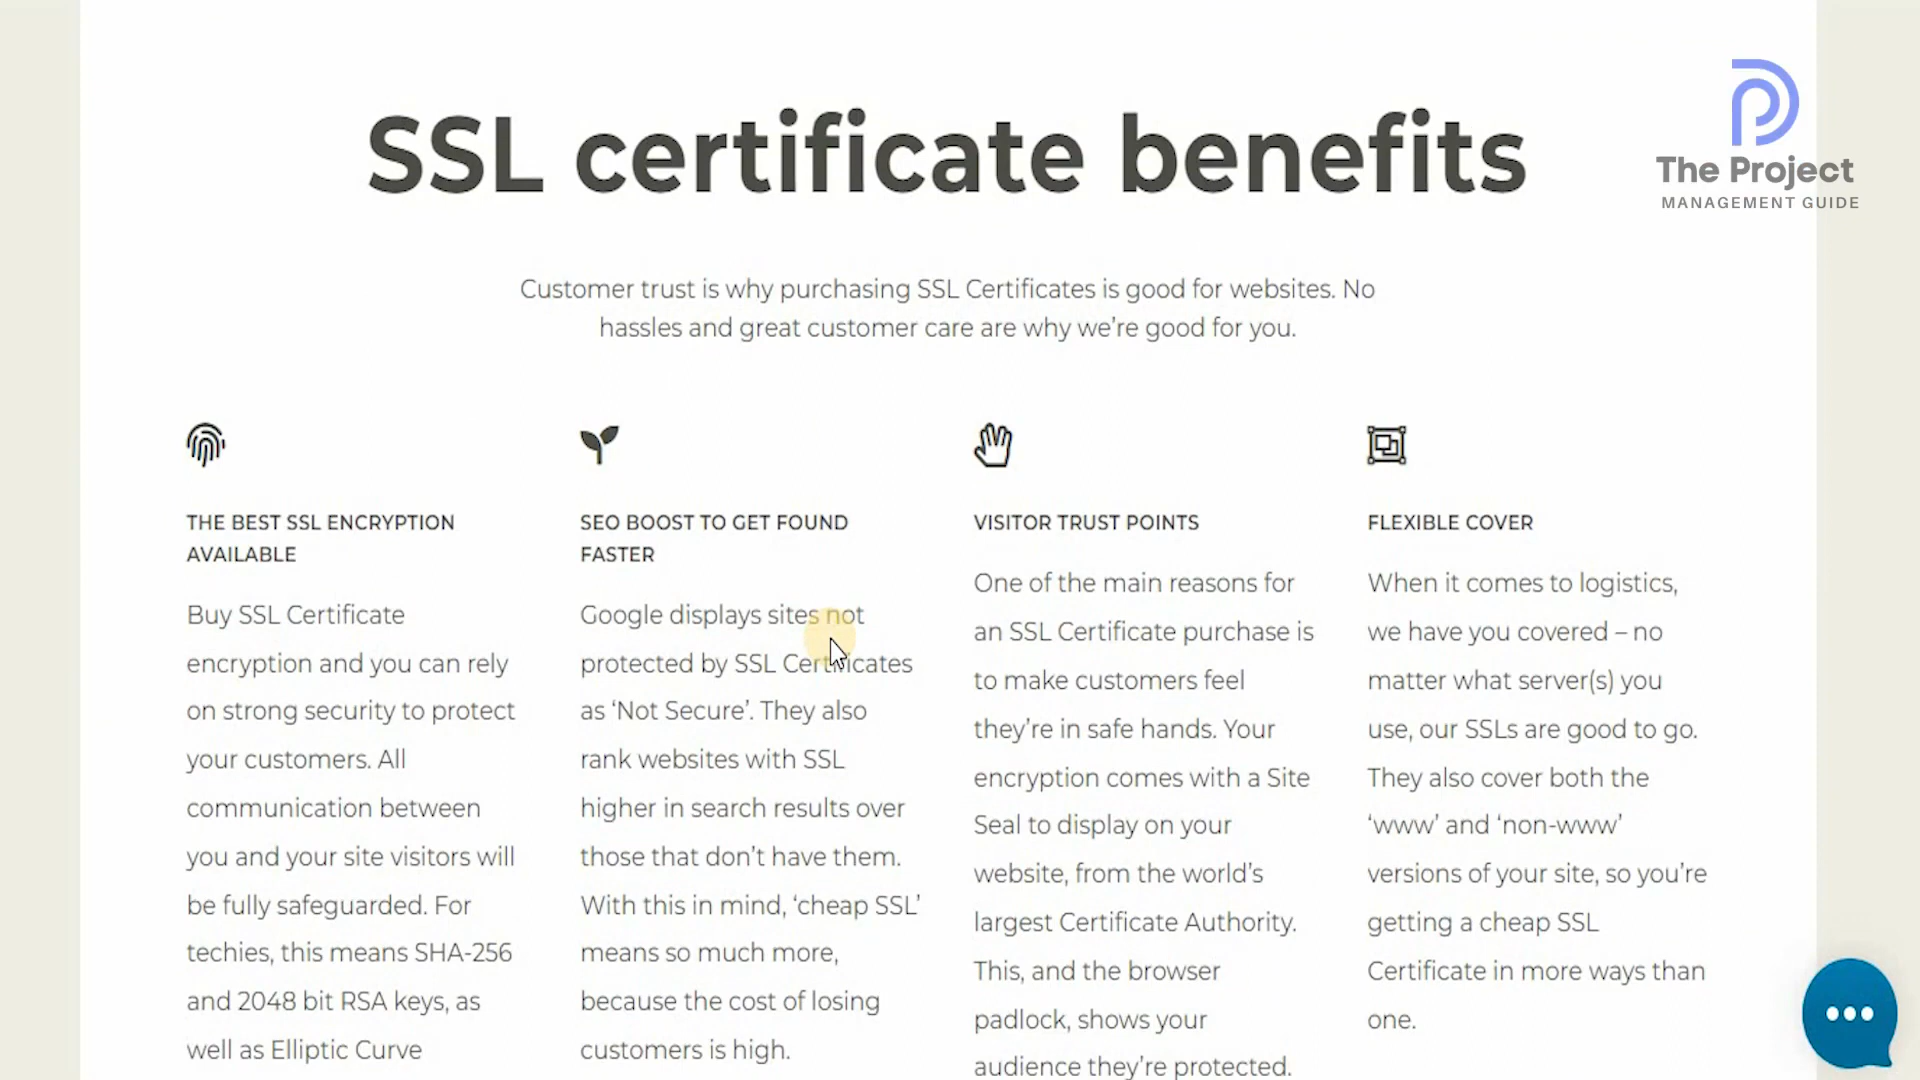 SSL certificate benefits
The Project
MANAGEMENT GUIDE
Customer trust is why purchasing SSL Certificates is good for websites. No
hassles and great customer care are why we're good for you.
THE BEST SSL ENCRYPTION
AVAILABLE
Buy SSL Certificate
encryption and you can rely
on strong security to protect
your customers. All
communication between
you and your site visitors will
be fully safeguarded. For
techies, this means SHA-256
and 2048 bit RSA keys, as
well as Elliptic Curve
SEO BOOST TO GET FOUND
FASTER
Google displays sites not
protected by SSL Certificates
as ‘Not Secure’. They also
rank websites with SSL
higher in search results over
those that don’t have them.
With this in mind, ‘cheap SSL’
means so much more,
because the cost of losing
customers is high.
VISITOR TRUST POINTS
One of the main reasons for
an SSL Certificate purchase is
to make customers feel
they’re in safe hands. Your
encryption comes with a Site
Seal to display on your
website, from the world’s
largest Certificate Authority.
This, and the browser
padlock, shows your
audience they’re protected.
FLEXIBLE COVER
When it comes to logistics,
we have you covered – no
matter what server(s) you
use, our SSLs are good to go.
They also cover both the
‘www’ and ‘non-www’
versions of your site, so you’re
getting a cheap SSL
Certificate in more ways than
one.